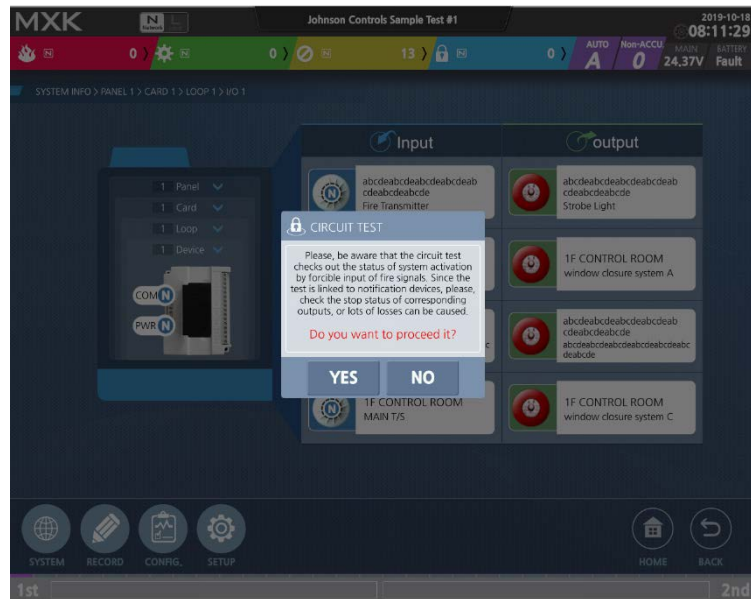 MXK
N
Network
L
Johnson Controls Sample Test #1
2019-10-18
08:11:29
N 0
N 0
N 13
N 0
AUTO
A
Non-ACCU.
0
MAIN
24.37V
BATTERY
Fault
SYSTEM INFO > PANEL 1 > CARD 1 > LOOP 1 > I/O 1
1 Panel
1 Card
1 Loop
1 Device
COM N
PWR N
Input
N
abcdeabcdeabcdeabcdeab
cdeabcdeabcde
Fire Transmitter
c
N
1F CONTROL ROOM
MAIN T/S
output
abcdeabcdeabcdeabcdeab
cdeabcdeabcde
Strobe Light
1F CONTROL ROOM
window closure system A
abcdeabcdeabcdeabcdeab
cdeabcdeabcde
abcdeabcdeabcdeabcdeabc
deabcde
1F CONTROL ROOM
window closure system C
CIRCUIT TEST
Please, be aware that the circuit test
checks out the status of system activation
by forcible input of fire signals. Since the
test is linked to notification devices, please,
check the stop status of corresponding
outputs, or lots of losses can be caused.
Do you want to proceed it?
YES
NO
SYSTEM
RECORD
CONFIG.
SETUP
HOME
BACK
1st
2nd